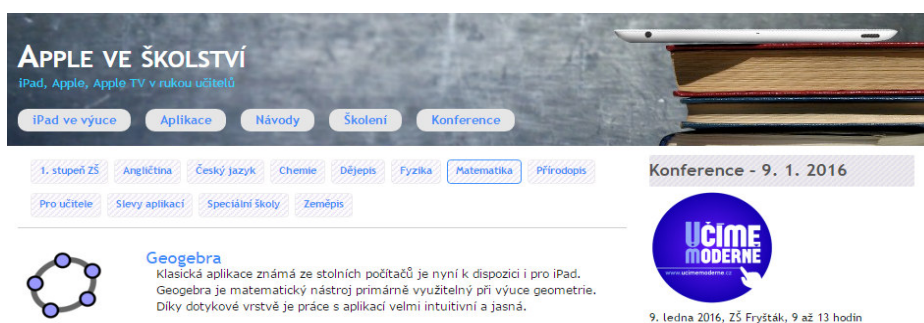 APPLE VE ŠKOLSTVÍ
iPad, Apple, Apple TV v rukou učitelů
iPad ve výuce Aplikace Návody Školení Konference
1. stupeň ZŠ Angličtina Český jazyk Chemie Dějepis Fyzika Matematika Přírodopis
Pro učitele Slevy aplikací Speciální školy Zeměpis
Geogebra
Klasická aplikace známá ze stolních počítačů je nyní k dispozici i pro iPad.
Geogebra je matematický nástroj primárně využitelný při výuce geometrie.
Díky dotykové vrstvě je práce s aplikací velmi intuitivní a jasná.
Konference - 9. 1. 2016
UČÍME
MODERNĚ
www.ucimemoderne.cz
9. ledna 2016, ZŠ Fryšták, 9 až 13 hodin